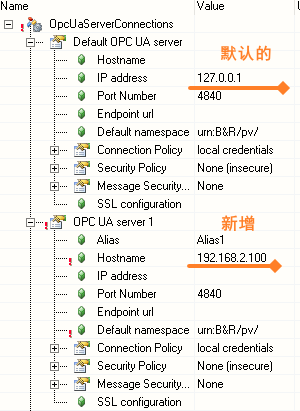 Name Value
OpcUaServerConnections
Default OPC UA server 默认的
Hostname
IP address 127.0.0.1
Port Number 4840
Endpoint url
Default namespace urn:B&R/pv/
Connection Policy local credentials
Security Policy None (insecure)
Message Security... None
SSL configuration
OPC UA server 1 新增
Alias Alias1
Hostname 192.168.2.100
IP address
Port Number 4840
Endpoint url
Default namespace urn:B&R/pv/
Connection Policy local credentials
Security Policy None (insecure)
Message Security... None
SSL configuration